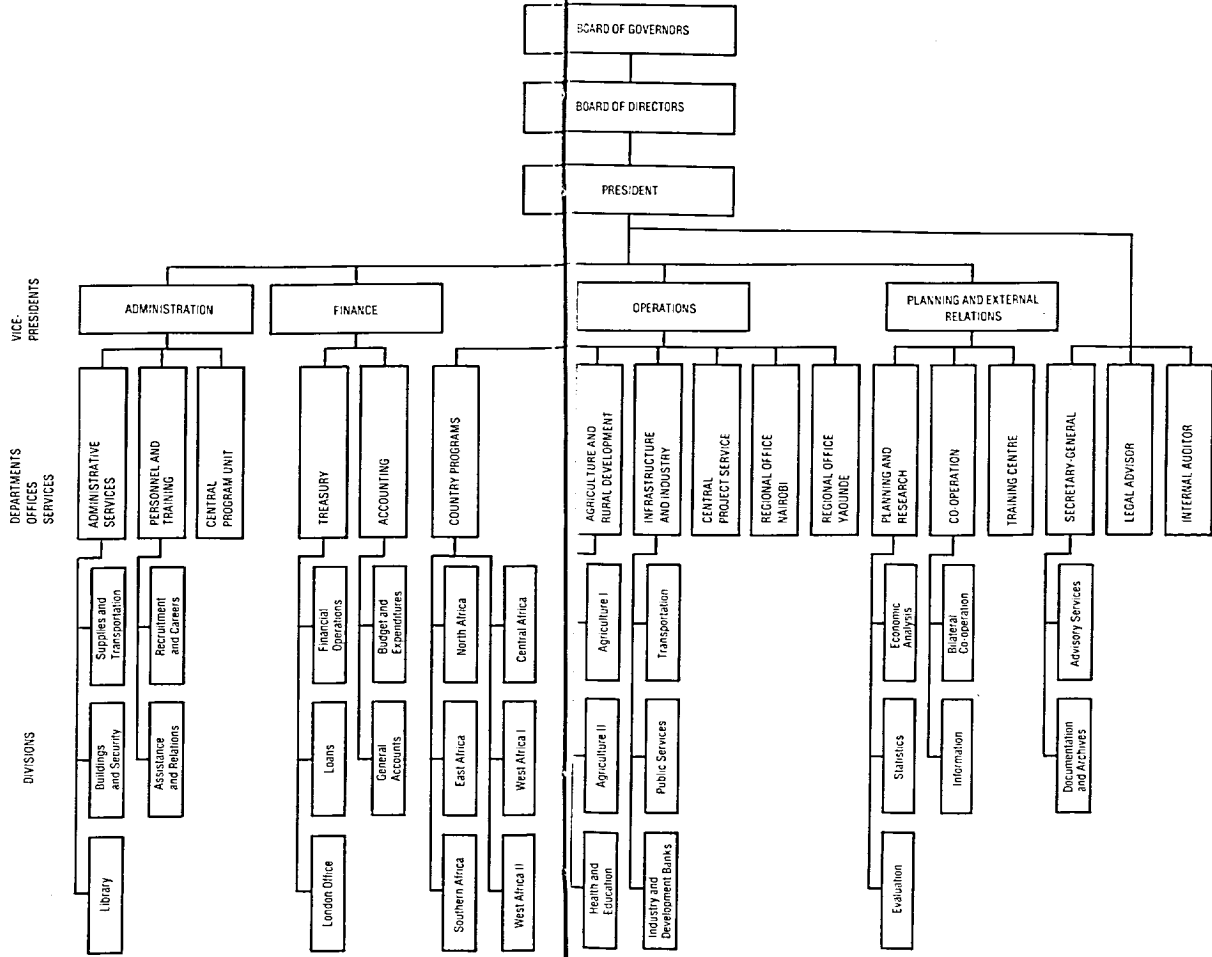 BOARD OF GOVERNORS
BOARD OF DIRECTORS
PRESIDENT
VICE-
PRESIDENTS
ADMINISTRATION
FINANCE
OPERATIONS
PLANNING AND EXTERNAL
RELATIONS
DEPARTMENTS
OFFICES
SERVICES
ADMINISTRATIVE
SERVICES
PERSONNEL AND
TRAINING
CENTRAL
PROGRAM UNIT
TREASURY
ACCOUNTING
COUNTRY PROGRAMS
AGRICULTURE AND
RURAL DEVELOPMENT
INFRASTRUCTURE
AND INDUSTRY
CENTRAL
PROJECT SERVICE
REGIONAL OFFICE
NAIROBI
REGIONAL OFFICE
YAOUNDE
PLANNING AND
RESEARCH
CO-OPERATION
TRAINING CENTRE
SECRETARY-GENERAL
LEGAL ADVISOR
INTERNAL AUDITOR
DIVISIONS
Supplies and
Transportation
Recruitment
and Careers
Financial
Operations
Budget and
Expenditures
North Africa
Central Africa
Agriculture I
Transportation
Economic
Analysis
Bilateral
Co-operation
Advisory Services
Buildings
and Security
Assistance
and Relations
Loans
General
Accounts
East Africa
West Africa I
Agriculture II
Public Services
Statistics
Information
Documentation
and Archives
Library
London Office
Southern Africa
West Africa II
Health and
Education
Industry and
Development Banks
Evaluation